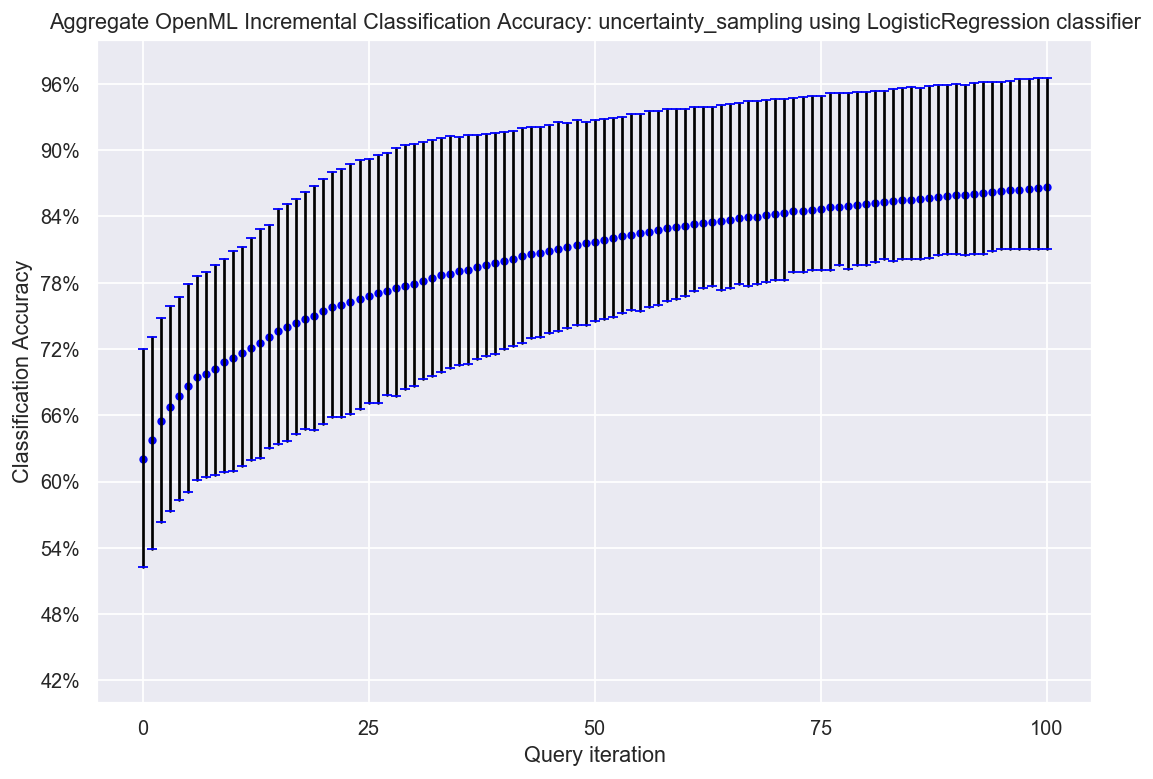 Aggregate OpenML Incremental Classification Accuracy: uncertainty_sampling using LogisticRegression classifier
96%
90%
84%
78%
72%
66%
60%
54%
48%
42%
Classification Accuracy
0 25 50 75 100
Query iteration